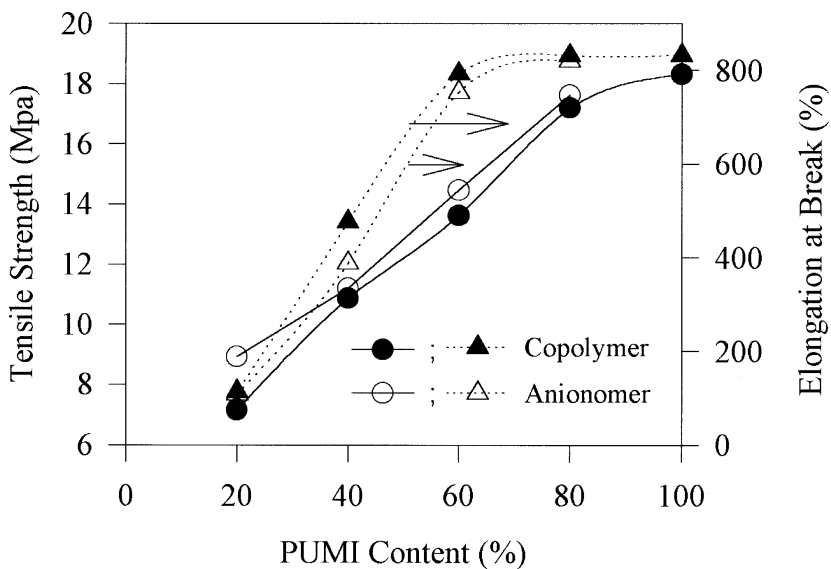 20
18
16
14
12
10
8
6
Tensile Strength (Mpa)
800
600
400
200
0
Elongation at Break (%)
; Copolymer
; Anionomer
0 20 40 60 80 100
PUMI Content (%)